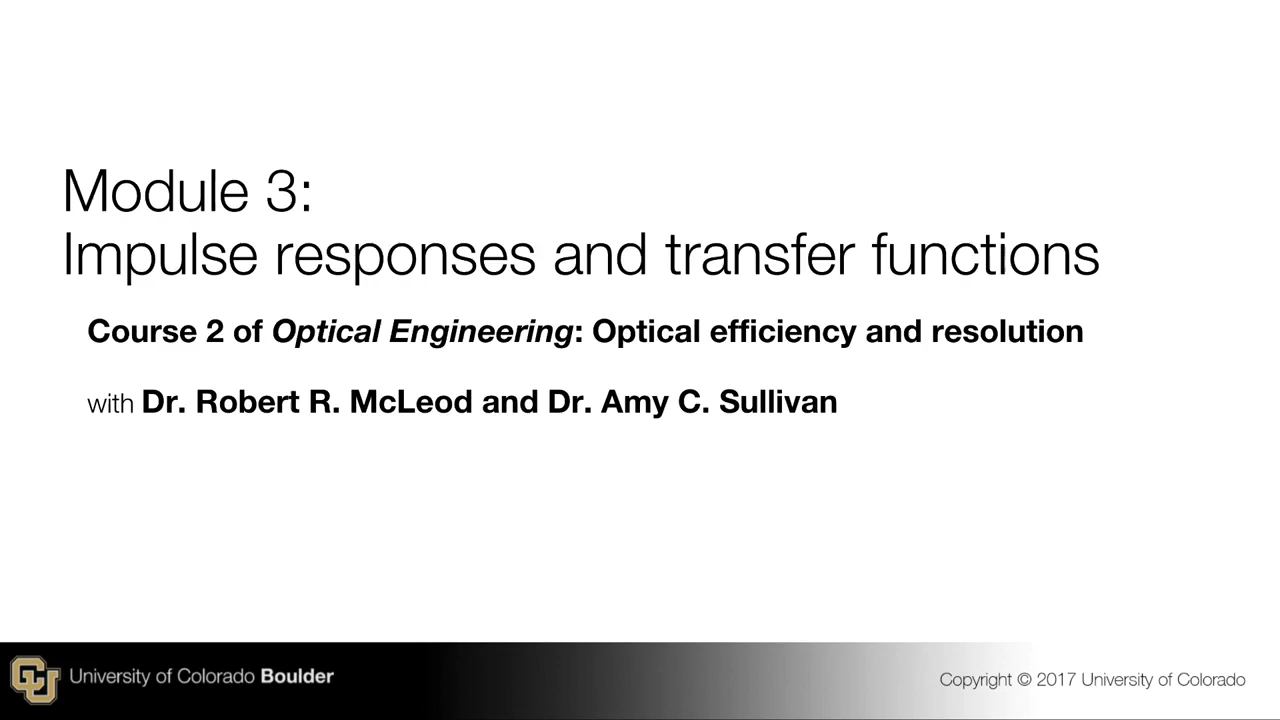 Module 3:
Impulse responses and transfer functions
Course 2 of Optical Engineering: Optical efficiency and resolution
with Dr. Robert R. McLeod and Dr. Amy C. Sullivan
CU
University of Colorado Boulder
Copyright © 2017 University of Colorado